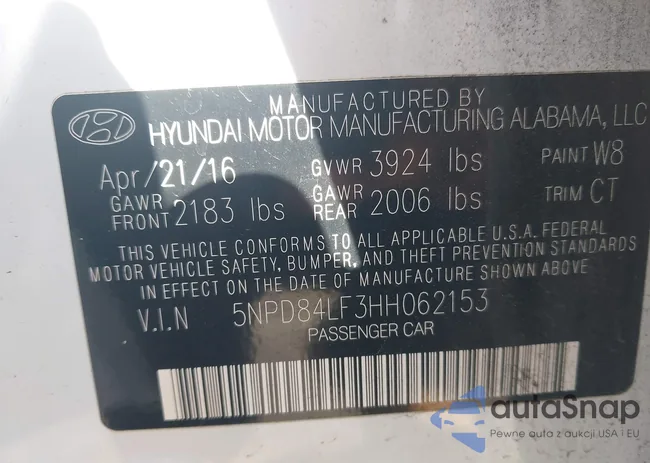 MANUFACTURED BY
HYUNDAI MOTOR MANUFACTURING ALABAMA, LLC
Apr/21/16 GVWR 3924 lbs PAINT W8
GAWR FRONT 2183 lbs GAWR REAR 2006 lbs TRIM CT
THIS VEHICLE CONFORMS TO ALL APPLICABLE U.S.A. FEDERAL
MOTOR VEHICLE SAFETY, BUMPER, AND THEFT PREVENTION STANDARDS
IN EFFECT ON THE DATE OF MANUFACTURE SHOWN ABOVE
V.I.N 5NPD84LF3HH062153
PASSENGER CAR
autoSnap
Pewne auta z aukcji USA i EU